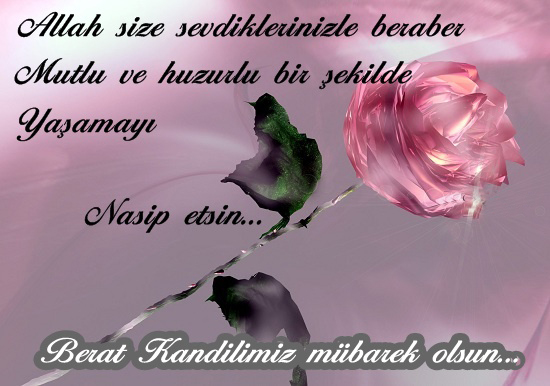 Allah size sevdiklerinizle beraber
Mutlu ve huzurlu bir şekilde
Yaşamayı
Nasip etsin...
Berat Kandilimiz mübarek olsun...